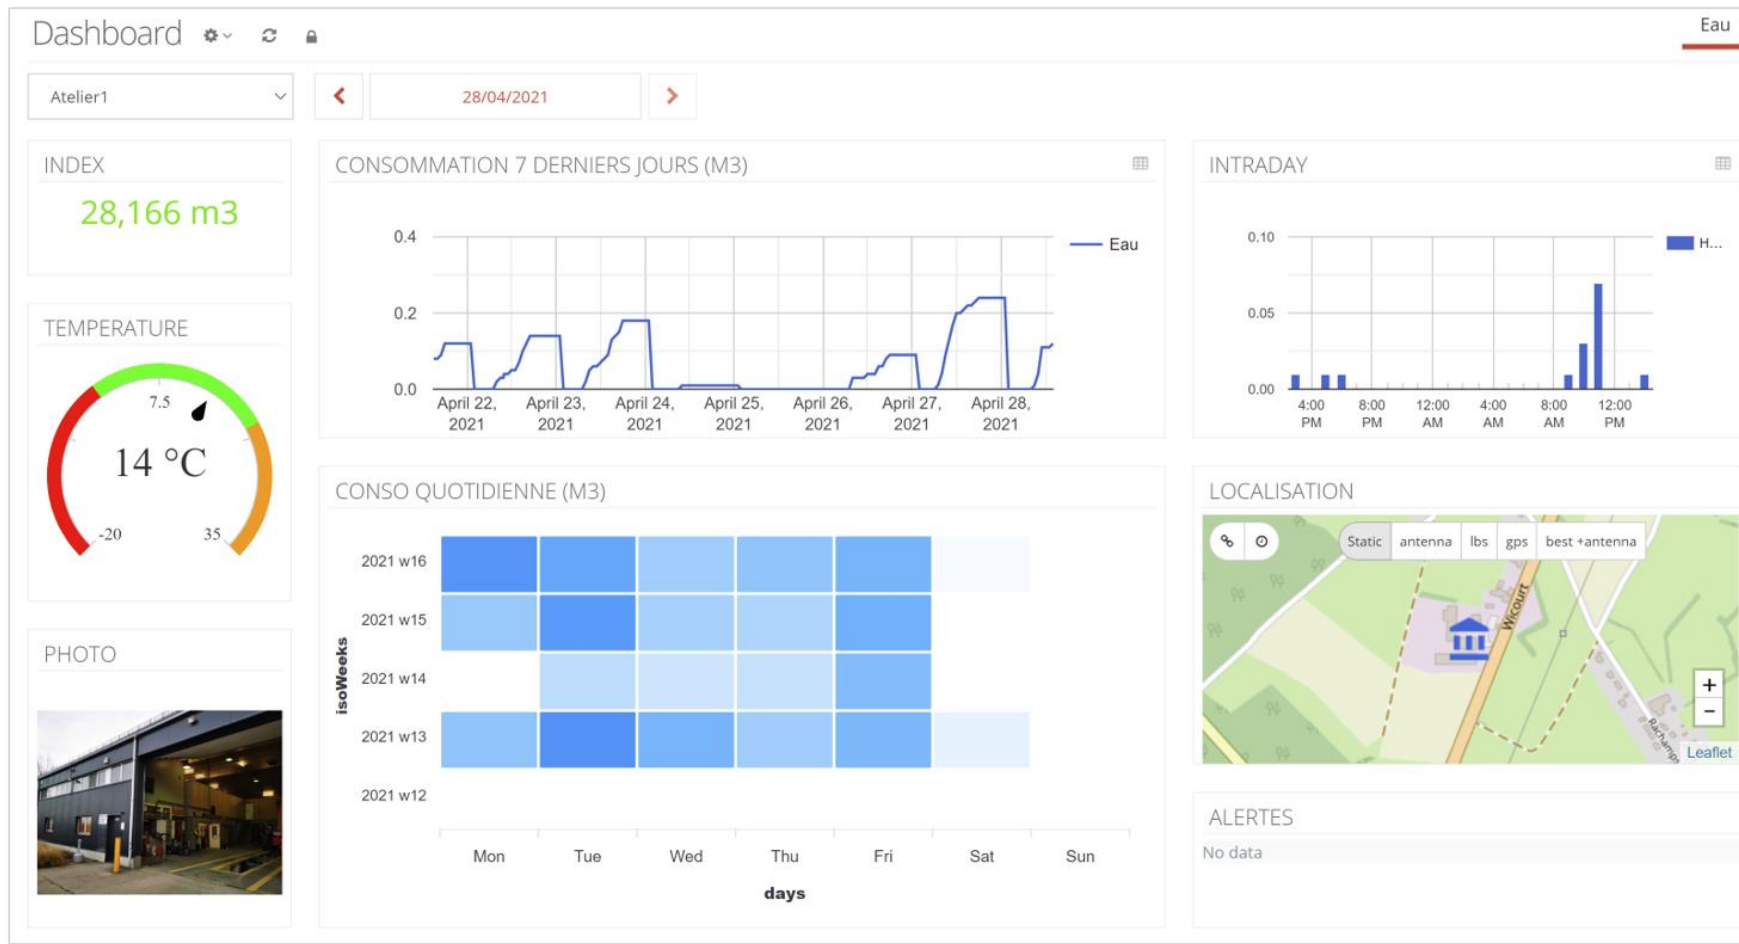 Dashboard
Eau
Atelier1
28/04/2021
INDEX
28,166 m3
TEMPERATURE
7.5
14 °C
-20
35
PHOTO
CONSOMMATION 7 DERNIERS JOURS (M3)
0.4
0.2
0.0
Eau
April 22, 2021
April 23, 2021
April 24, 2021
April 25, 2021
April 26, 2021
April 27, 2021
April 28, 2021
CONSO QUOTIDIENNE (M3)
isoWeeks
2021 w16
2021 w15
2021 w14
2021 w13
2021 w12
Mon Tue Wed Thu Fri Sat Sun
days
INTRADAY
0.10
0.05
0.00
H...
4:00 PM
8:00 PM
12:00 AM
4:00 AM
8:00 AM
12:00 PM
LOCALISATION
Static antenna lbs gps best +antenna
Wicourt
Rachamps
+
−
Leaflet
ALERTES
No data